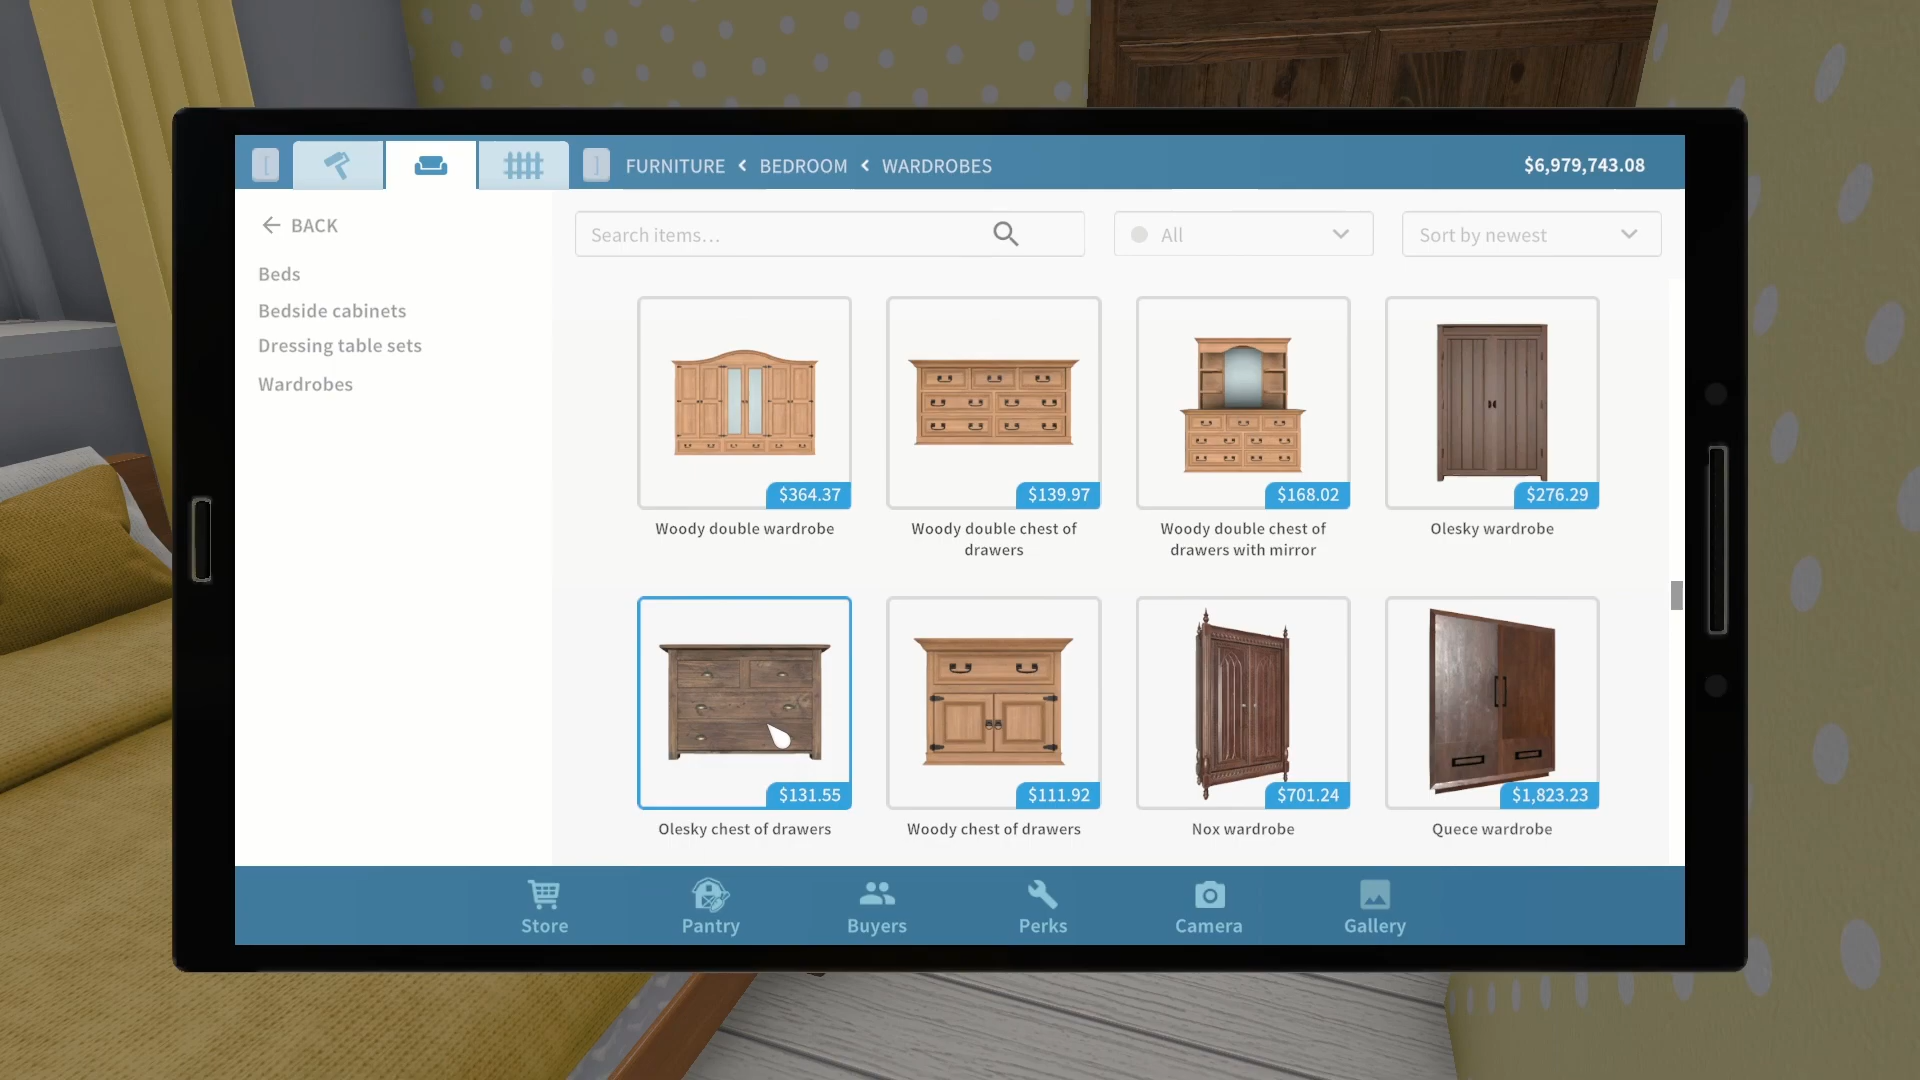 [ ] FURNITURE < BEDROOM < WARDROBES $6,979,743.08
BACK
Beds
Bedside cabinets
Dressing table sets
Wardrobes
Search items...
All
Sort by newest
$364.37
Woody double wardrobe
$139.97
Woody double chest of
drawers
$168.02
Woody double chest of
drawers with mirror
$276.29
Olesky wardrobe
$131.55
Olesky chest of drawers
$111.92
Woody chest of drawers
$701.24
Nox wardrobe
$1,823.23
Quece wardrobe
Store
Pantry
Buyers
Perks
Camera
Gallery